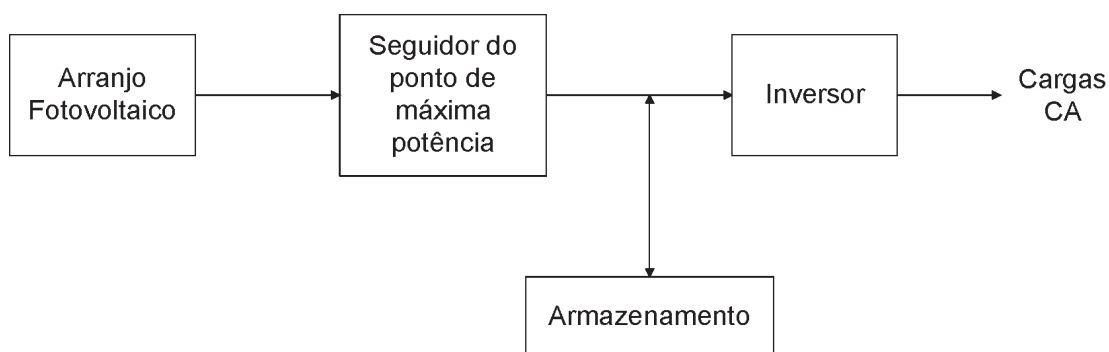 Arranjo
Fotovoltaico
Seguidor do
ponto de
máxima
potência
Inversor
Cargas
CA
Armazenamento